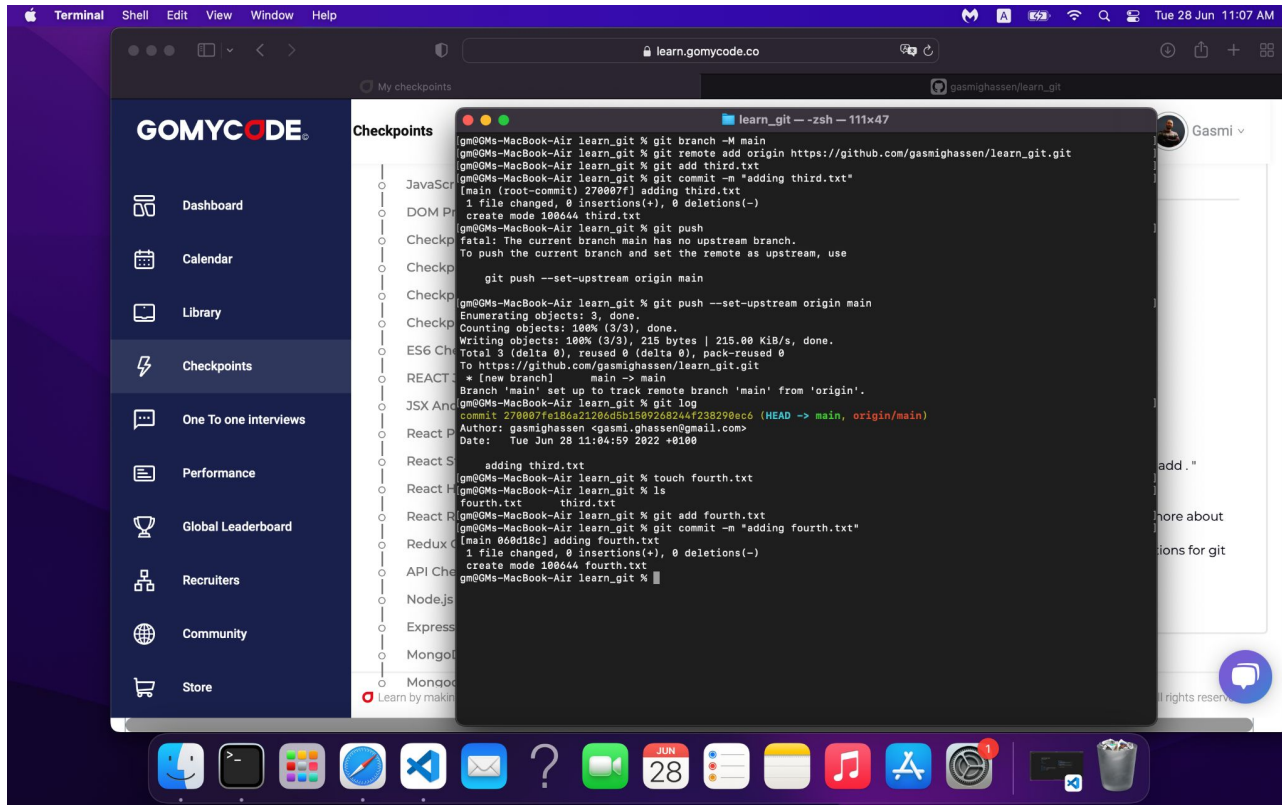 Terminal Shell Edit View Window Help
A
Tue 28 Jun 11:07 AM
learn.gomycode.co
My checkpoints
gasmighassen/learn_git
GOMYCODE
Checkpoints
Gasmi
Dashboard
Calendar
Library
Checkpoints
One To one interviews
Performance
Global Leaderboard
Recruiters
Community
Store
JavaScr
DOM Pr
Checkp
Checkp
Checkp
Checkp
ES6 Che
REACT
JSX And
React P
React S
React H
React R
Redux
API Che
Node.js
Express
MongoD
Mongoo
Learn by makin
learn_git — -zsh — 111×47
gm@GMs-MacBook-Air learn_git % git branch -M main
gm@GMs-MacBook-Air learn_git % git remote add origin https://github.com/gasmighassen/learn_git.git
gm@GMs-MacBook-Air learn_git % git add third.txt
gm@GMs-MacBook-Air learn_git % git commit -m "adding third.txt"
[main (root-commit) 270007f] adding third.txt
1 file changed, 0 insertions(+), 0 deletions(-)
create mode 100644 third.txt
gm@GMs-MacBook-Air learn_git % git push
fatal: The current branch main has no upstream branch.
To push the current branch and set the remote as upstream, use
git push --set-upstream origin main
gm@GMs-MacBook-Air learn_git % git push --set-upstream origin main
Enumerating objects: 3, done.
Counting objects: 100% (3/3), done.
Writing objects: 100% (3/3), 215 bytes | 215.00 KiB/s, done.
Total 3 (delta 0), reused 0 (delta 0), pack-reused 0
To https://github.com/gasmighassen/learn_git.git
* [new branch] main -> main
Branch 'main' set up to track remote branch 'main' from 'origin'.
gm@GMs-MacBook-Air learn_git % git log
commit 270007fe186a21206d5b1509268244f238290ec6 (HEAD -> main, origin/main)
Author: gasmighassen <gasmi.ghassen@gmail.com>
Date: Tue Jun 28 11:04:59 2022 +0100
adding third.txt
gm@GMs-MacBook-Air learn_git % touch fourth.txt
gm@GMs-MacBook-Air learn_git % ls
fourth.txt third.txt
gm@GMs-MacBook-Air learn_git % git add fourth.txt
gm@GMs-MacBook-Air learn_git % git commit -m "adding fourth.txt"
[main 060d18c] adding fourth.txt
1 file changed, 0 insertions(+), 0 deletions(-)
create mode 100644 fourth.txt
gm@GMs-MacBook-Air learn_git %
add . "
more about
tions for git
ll rights reserv
JUN
28
1